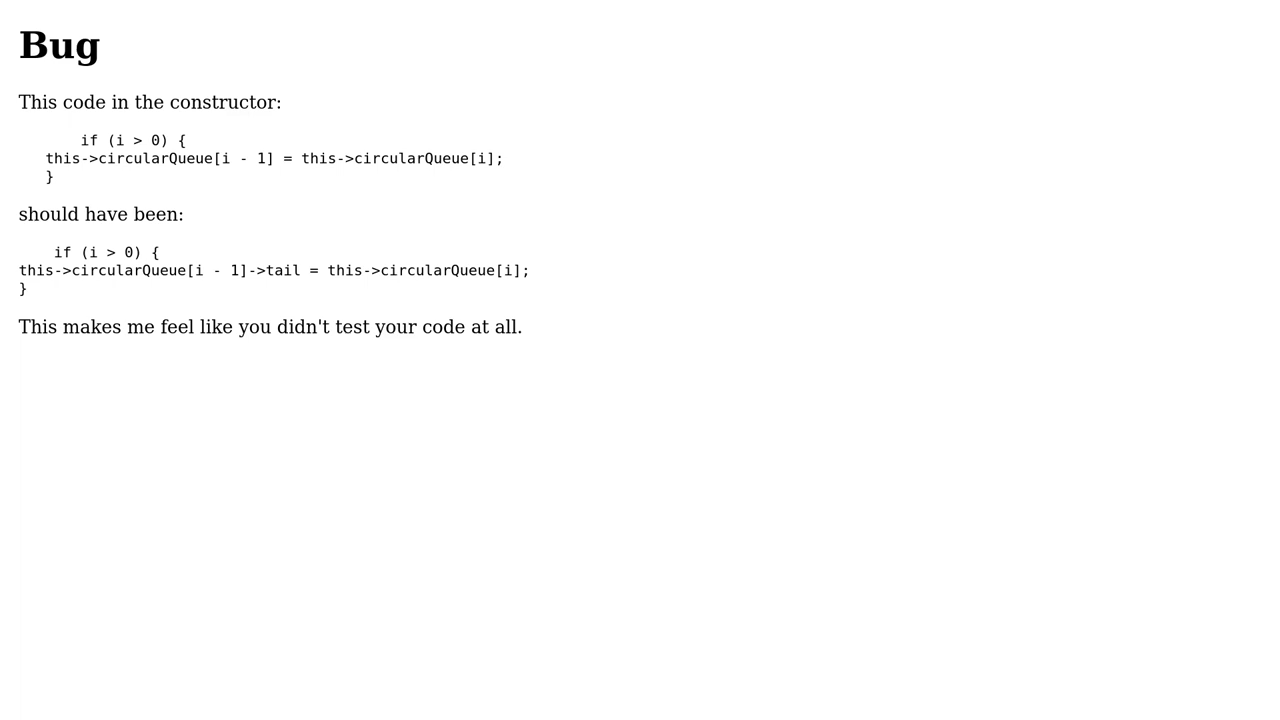 Bug
This code in the constructor:
if (i > 0) {
this->circularQueue[i - 1] = this->circularQueue[i];
}
should have been:
if (i > 0) {
this->circularQueue[i - 1]->tail = this->circularQueue[i];
}
This makes me feel like you didn't test your code at all.